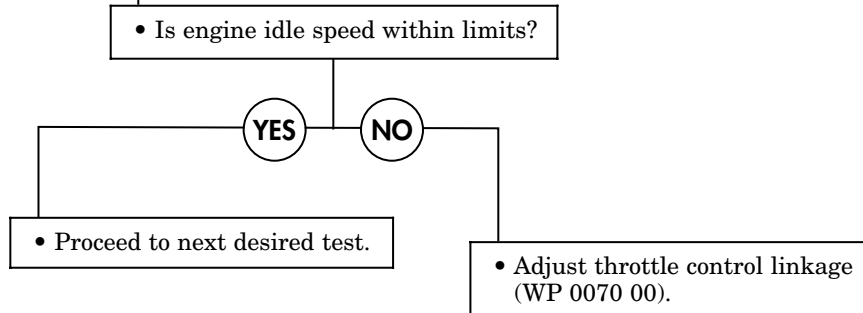 • Is engine idle speed within limits?
YES
NO
• Proceed to next desired test.
• Adjust throttle control linkage
(WP 0070 00).